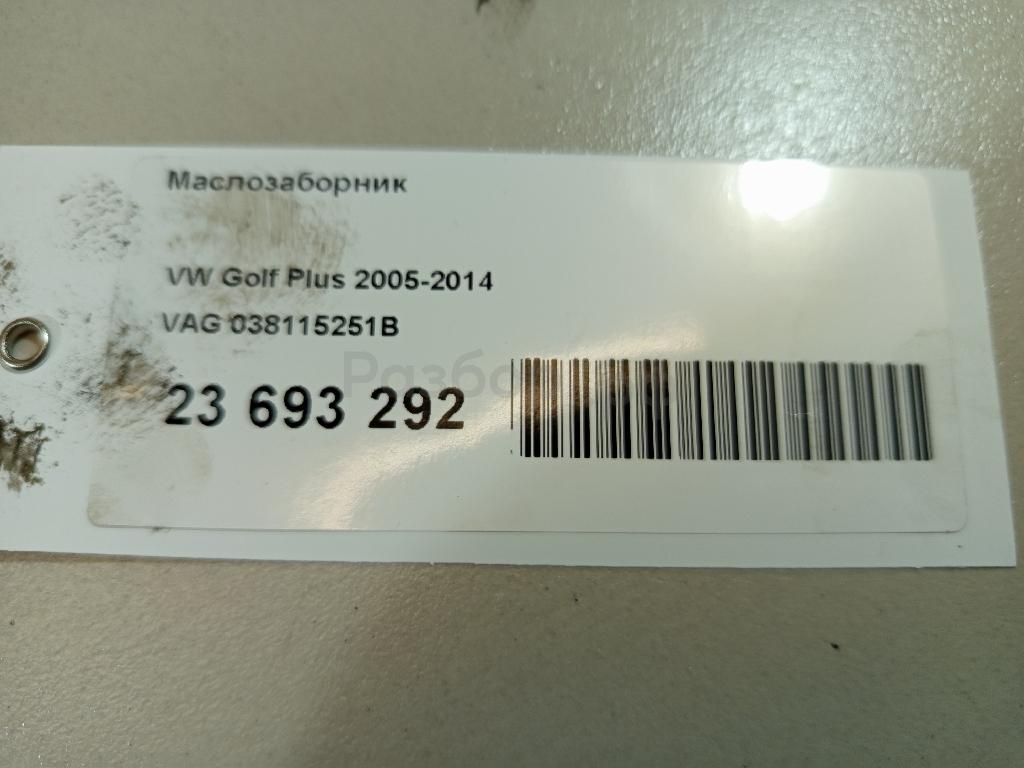 Маслозаборник
VW Golf Plus 2005-2014
VAG 038115251B
23 693 292